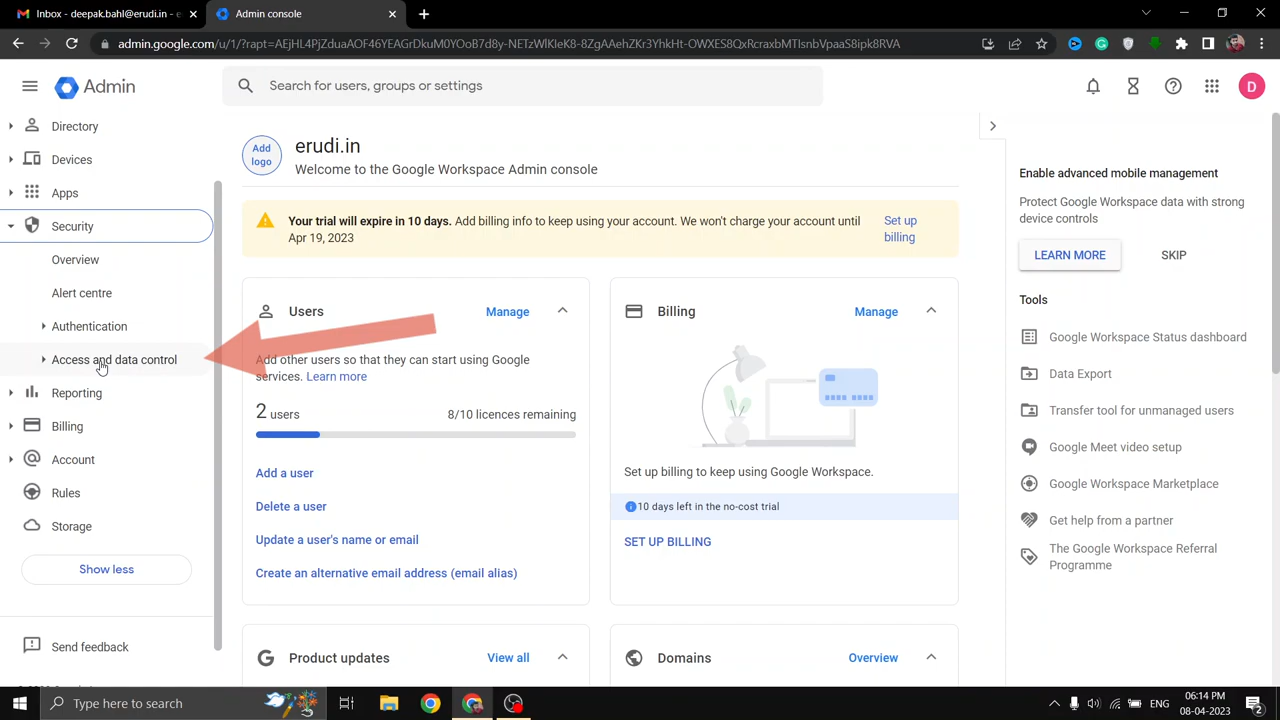 Inbox - deepak.bahl@erudi.in - e
Admin console
admin.google.com/u/1/?rapt=AEjHL4PjZduaAOF46YEAGrDkuM0YOoB7d8y-NETzWlKIeK8-8ZgAAehZKr3YhkHt-OWXES8QxRcraxbMTIsnbVpaaS8ipk8RVA
Admin
Search for users, groups or settings
D
Directory
Devices
Apps
Security
Overview
Alert centre
Authentication
Access and data control
Reporting
Billing
Account
Rules
Storage
Show less
Send feedback
Add
logo
erudi.in
Welcome to the Google Workspace Admin console
Your trial will expire in 10 days. Add billing info to keep using your account. We won't charge your account until
Apr 19, 2023
Set up
billing
Users
Manage
Add other users so that they can start using Google
services. Learn more
2 users
8/10 licences remaining
Add a user
Delete a user
Update a user's name or email
Create an alternative email address (email alias)
Billing
Manage
Set up billing to keep using Google Workspace.
10 days left in the no-cost trial
SET UP BILLING
Product updates
View all
Domains
Overview
Enable advanced mobile management
Protect Google Workspace data with strong
device controls
LEARN MORE
SKIP
Tools
Google Workspace Status dashboard
Data Export
Transfer tool for unmanaged users
Google Meet video setup
Google Workspace Marketplace
Get help from a partner
The Google Workspace Referral
Programme
Type here to search
ENG
06:14 PM
08-04-2023
2